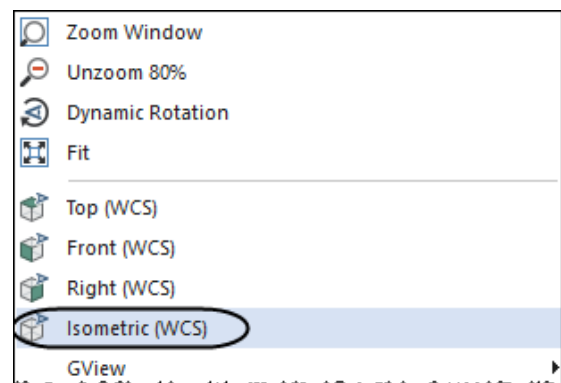 Zoom Window
Unzoom 80%
Dynamic Rotation
Fit
Top (WCS)
Front (WCS)
Right (WCS)
Isometric (WCS)
GView